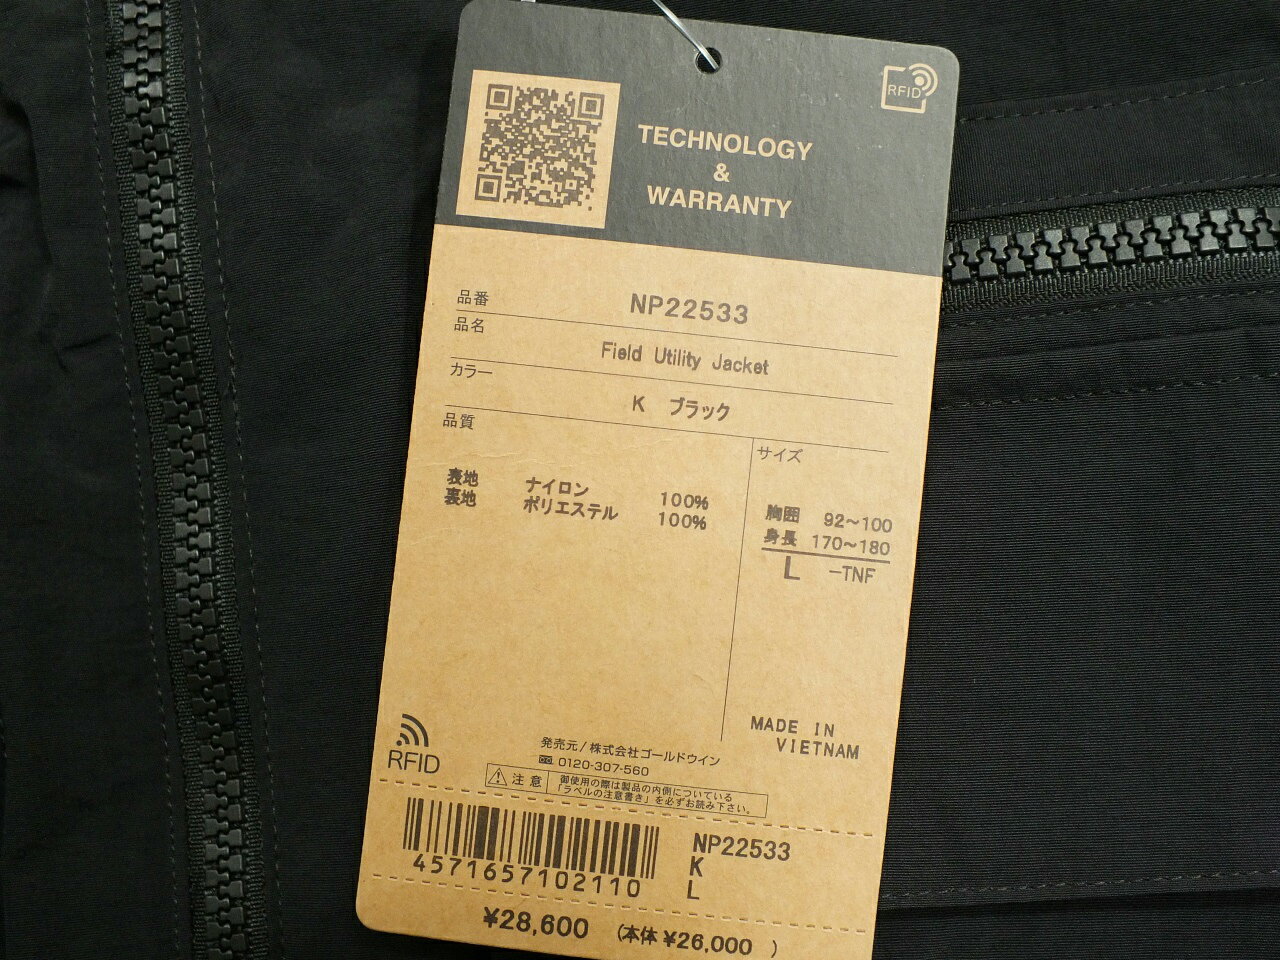 RFID
TECHNOLOGY
&
WARRANTY
品番 NP22533
品名 Field Utility Jacket
カラー K ブラック
品質
表地 ナイロン 100%
裏地 ポリエステル 100%
サイズ
胸囲 92~100
身長 170~180
L -TNF
MADE IN
VIETNAM
RFID
発売元/株式会社ゴールドウイン
0120-307-560
注意 御使用の際は製品の内側についている
「ラベルの注意書き」を必ずお読み下さい。
4571657102110
NP22533
K
L
¥28,600 (本体 ¥26,000 )